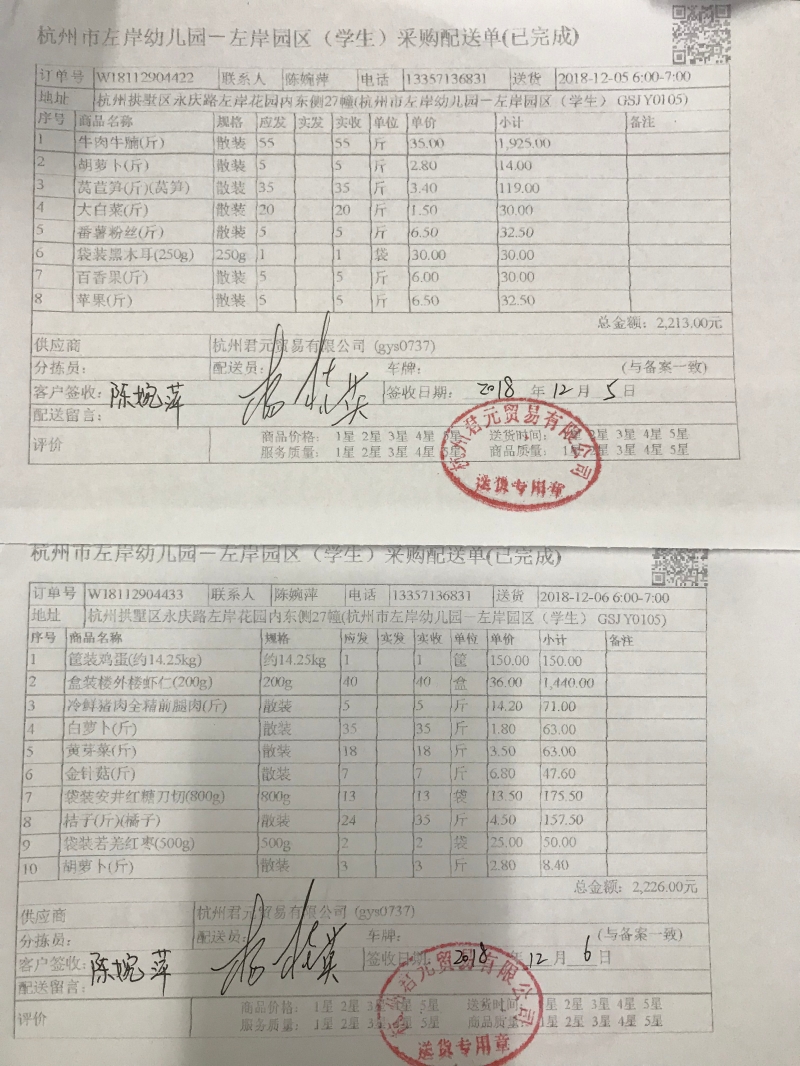 杭州市左岸幼儿园－左岸园区（学生）采购配送单(已完成)
订单号 W18112904422 联系人 陈婉萍 电话 13357136831 送货 2018-12-05 6:00-7:00
地址 杭州拱墅区永庆路左岸花园内东侧27幢(杭州市左岸幼儿园－左岸园区（学生） GSJY0105)
序号 商品名称 规格 应发 实发 实收 单位 单价 小计 备注
1 牛肉牛腩(斤) 散装 55 55 斤 35.00 1,925.00
2 胡萝卜(斤) 散装 5 5 斤 2.80 14.00
3 莴苣笋(斤)(莴笋) 散装 35 35 斤 3.40 119.00
4 大白菜(斤) 散装 20 20 斤 1.50 30.00
5 番薯粉丝(斤) 散装 5 5 斤 6.50 32.50
6 袋装黑木耳(250g) 250g 1 1 袋 30.00 30.00
7 百香果(斤) 散装 5 5 斤 6.00 30.00
8 苹果(斤) 散装 5 5 斤 6.50 32.50
总金额：2,213.00元
供应商 杭州君元贸易有限公司 (gys0737)
分拣员： 配送员： 车牌： (与备案一致)
客户签收：陈婉萍 签收日期： 2018 年 12 月 5 日
配送留言：
评价 商品价格： 1星 2星 3星 4星 5星 送货时间： 1星 2星 3星 4星 5星
服务质量： 1星 2星 3星 4星 5星 商品质量： 1星 2星 3星 4星 5星
杭州君元贸易有限公司
送货专用章
杭州市左岸幼儿园－左岸园区（学生）采购配送单(已完成)
订单号 W18112904433 联系人 陈婉萍 电话 13357136831 送货 2018-12-06 6:00-7:00
地址 杭州拱墅区永庆路左岸花园内东侧27幢(杭州市左岸幼儿园－左岸园区（学生） GSJY0105)
序号 商品名称 规格 应发 实发 实收 单位 单价 小计 备注
1 筐装鸡蛋(约14.25kg) 约14.25kg 1 1 筐 150.00 150.00
2 盒装楼外楼虾仁(200g) 200g 40 40 盒 36.00 1,440.00
3 冷鲜猪肉全精前腿肉(斤) 散装 5 5 斤 14.20 71.00
4 白萝卜(斤) 散装 35 35 斤 1.80 63.00
5 黄芽菜(斤) 散装 18 18 斤 3.50 63.00
6 金针菇(斤) 散装 7 7 斤 6.80 47.60
7 袋装安井红糖刀切(800g) 800g 13 13 袋 13.50 175.50
8 桔子(斤)(橘子) 散装 24 35 斤 4.50 157.50
9 袋装若羌红枣(500g) 500g 2 2 袋 25.00 50.00
10 胡萝卜(斤) 散装 3 3 斤 2.80 8.40
总金额：2,226.00元
供应商 杭州君元贸易有限公司 (gys0737)
分拣员： 配送员 车牌： (与备案一致)
客户签收：陈婉萍 签收日期： 2018 年 12 月 6 日
配送留言：
评价 商品价格： 1星 2星 3星 4星 5星 送货时间 1星 2星 3星 4星 5星
服务质量： 1星 2星 3星 4星 5星 商品质量： 1星 2星 3星 4星 5星
杭州君元贸易有限公司
送货专用章